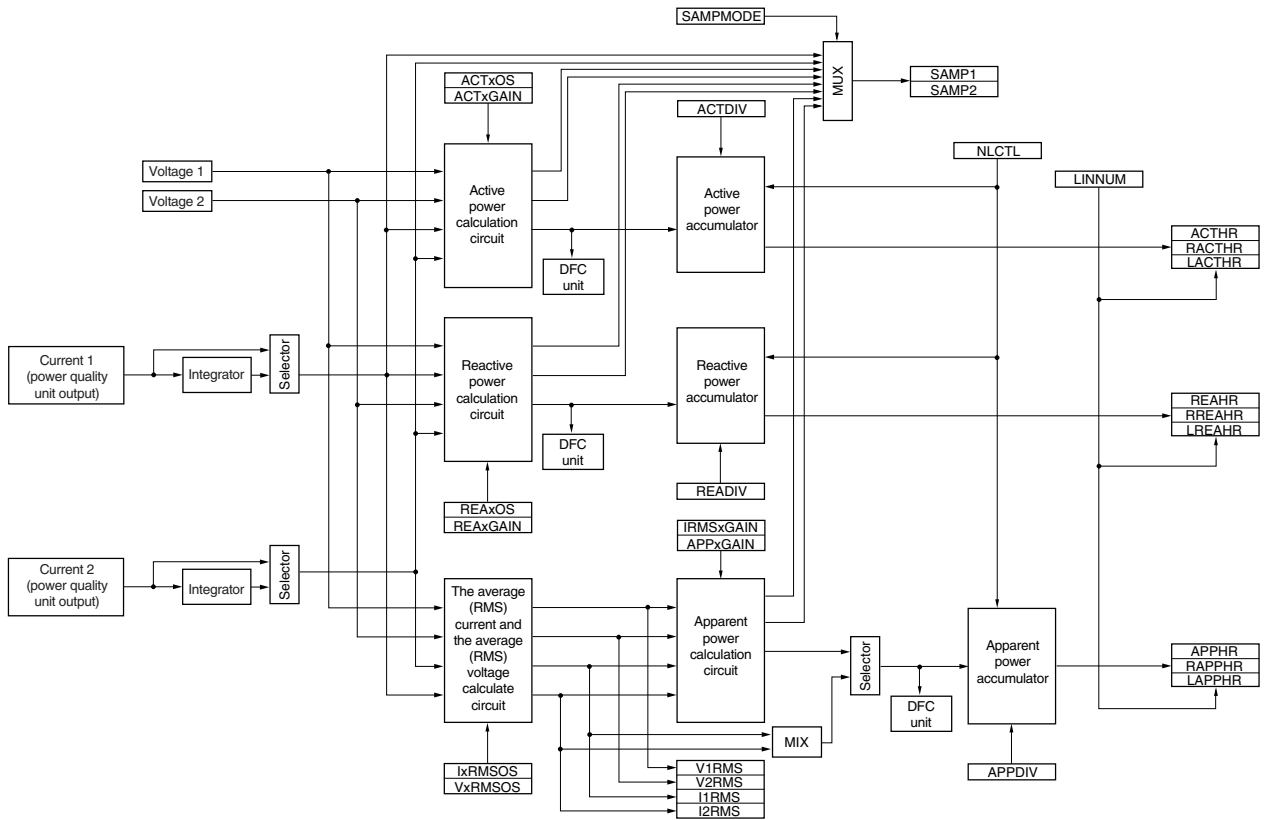 SAMPMODE
MUX
SAMP1
SAMP2
ACTxOS
ACTxGAIN
ACTDIV
NLCTL
LINNUM
Voltage 1
Voltage 2
Active
power
calculation
circuit
Active
power
accumulator
DFC
unit
ACTHR
RACTHR
LACTHR
Current 1
(power quality
unit output)
Integrator
Selector
Reactive
power
calculation
circuit
Reactive
power
accumulator
DFC
unit
REAHR
RREAHR
LREAHR
REAxOS
REAxGAIN
READIV
IRMSxGAIN
APPxGAIN
Current 2
(power quality
unit output)
Integrator
Selector
The average
(RMS)
current and
the average
(RMS)
voltage
calculate
circuit
Apparent
power
calculation
circuit
Selector
DFC
unit
Apparent
power
accumulator
APPHR
RAPPHR
LAPPHR
MIX
IxRMSOS
VxRMSOS
V1RMS
V2RMS
I1RMS
I2RMS
APPDIV